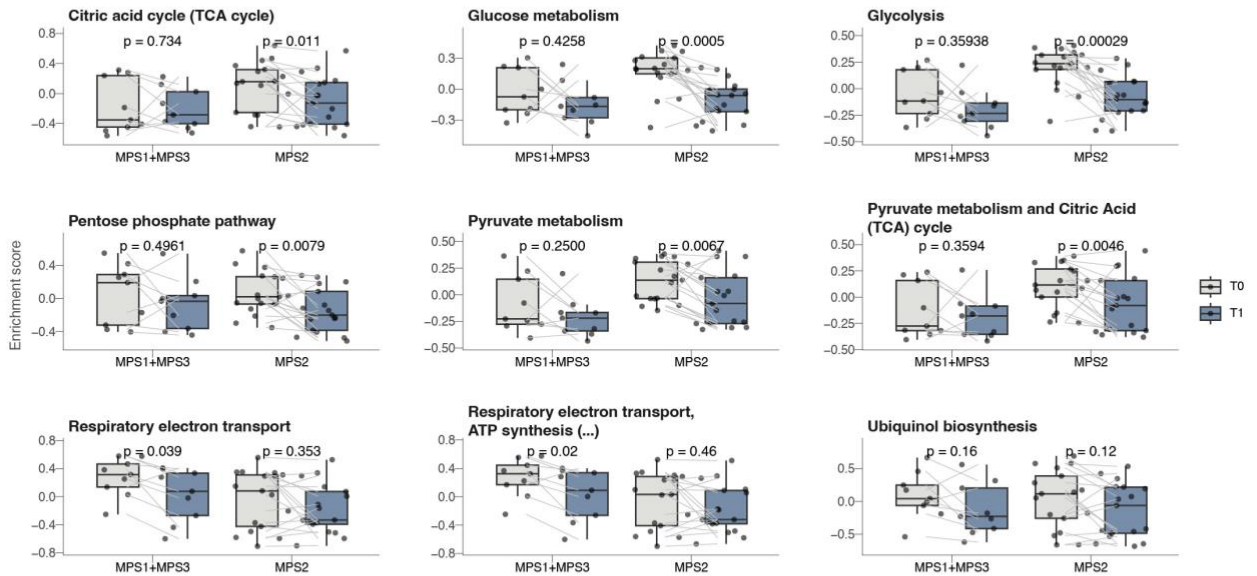 Citric acid cycle (TCA cycle)
p = 0.734
p = 0.011
0.8
0.4
0.0
−0.4
MPS1+MPS3
MPS2
Glucose metabolism
p = 0.4258
p = 0.0005
0.3
0.0
−0.3
MPS1+MPS3
MPS2
Glycolysis
p = 0.35938
p = 0.00029
0.50
0.25
0.00
−0.25
−0.50
MPS1+MPS3
MPS2
Enrichment score
Pentose phosphate pathway
p = 0.4961
p = 0.0079
0.4
0.0
−0.4
MPS1+MPS3
MPS2
Pyruvate metabolism
p = 0.2500
p = 0.0067
0.50
0.25
0.00
−0.25
−0.50
MPS1+MPS3
MPS2
Pyruvate metabolism and Citric Acid
(TCA) cycle
p = 0.3594
p = 0.0046
0.50
0.25
0.00
−0.25
−0.50
MPS1+MPS3
MPS2
T0
T1
Respiratory electron transport
p = 0.039
p = 0.353
0.8
0.4
0.0
−0.4
−0.8
MPS1+MPS3
MPS2
Respiratory electron transport,
ATP synthesis (...)
p = 0.02
p = 0.46
0.8
0.4
0.0
−0.4
−0.8
MPS1+MPS3
MPS2
Ubiquinol biosynthesis
p = 0.16
p = 0.12
0.5
0.0
−0.5
MPS1+MPS3
MPS2